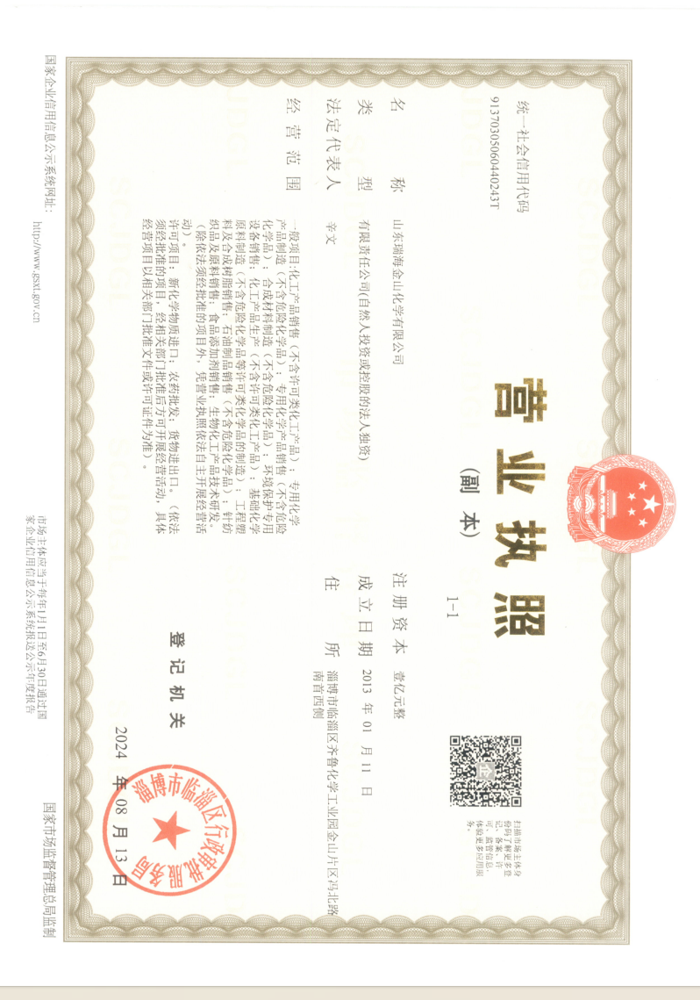 统一社会信用代码
91370305060440243T
营业执照
(副 本)
1-1
扫描市场主体身
份码了解更多登
记、备案、许
可、监管信息，
体验更多应用服
务。
名 称 山东瑞海金山化学有限公司
类 型 有限责任公司(自然人投资或控股的法人独资)
法定代表人 辛文
经营范围 一般项目:化工产品销售（不含许可类化工产品）；专用化学
产品制造（不含危险化学品）；专用化学产品销售（不含危险
化学品）；合成材料制造（不含危险化学品）；环境保护专用
设备销售；化工产品生产（不含许可类化工产品）；基础化学
原料制造（不含危险化学品等许可类化学品的制造）；工程塑
料及合成树脂销售；石油制品销售（不含危险化学品）；针纺
织品及原料销售；食品添加剂销售；生物化工产品技术研发。
（除依法须经批准的项目外，凭营业执照依法自主开展经营活
动）。
许可项目：新化学物质进口；农药批发；货物进出口。（依法
须经批准的项目，经相关部门批准后方可开展经营活动，具体
经营项目以相关部门批准文件或许可证件为准）。
注册资本 壹亿元整
成立日期 2013 年 01 月 11 日
住 所 淄博市临淄区齐鲁化学工业园金山片区冯北路
南首西侧
登记机关
淄博市临淄区行政审批服务局
2024 年 08 月 13 日
国家企业信用信息公示系统网址：
http://www.gsxt.gov.cn
市场主体应当于每年1月1日至6月30日通过国
家企业信用信息公示系统报送公示年度报告
国家市场监督管理总局监制